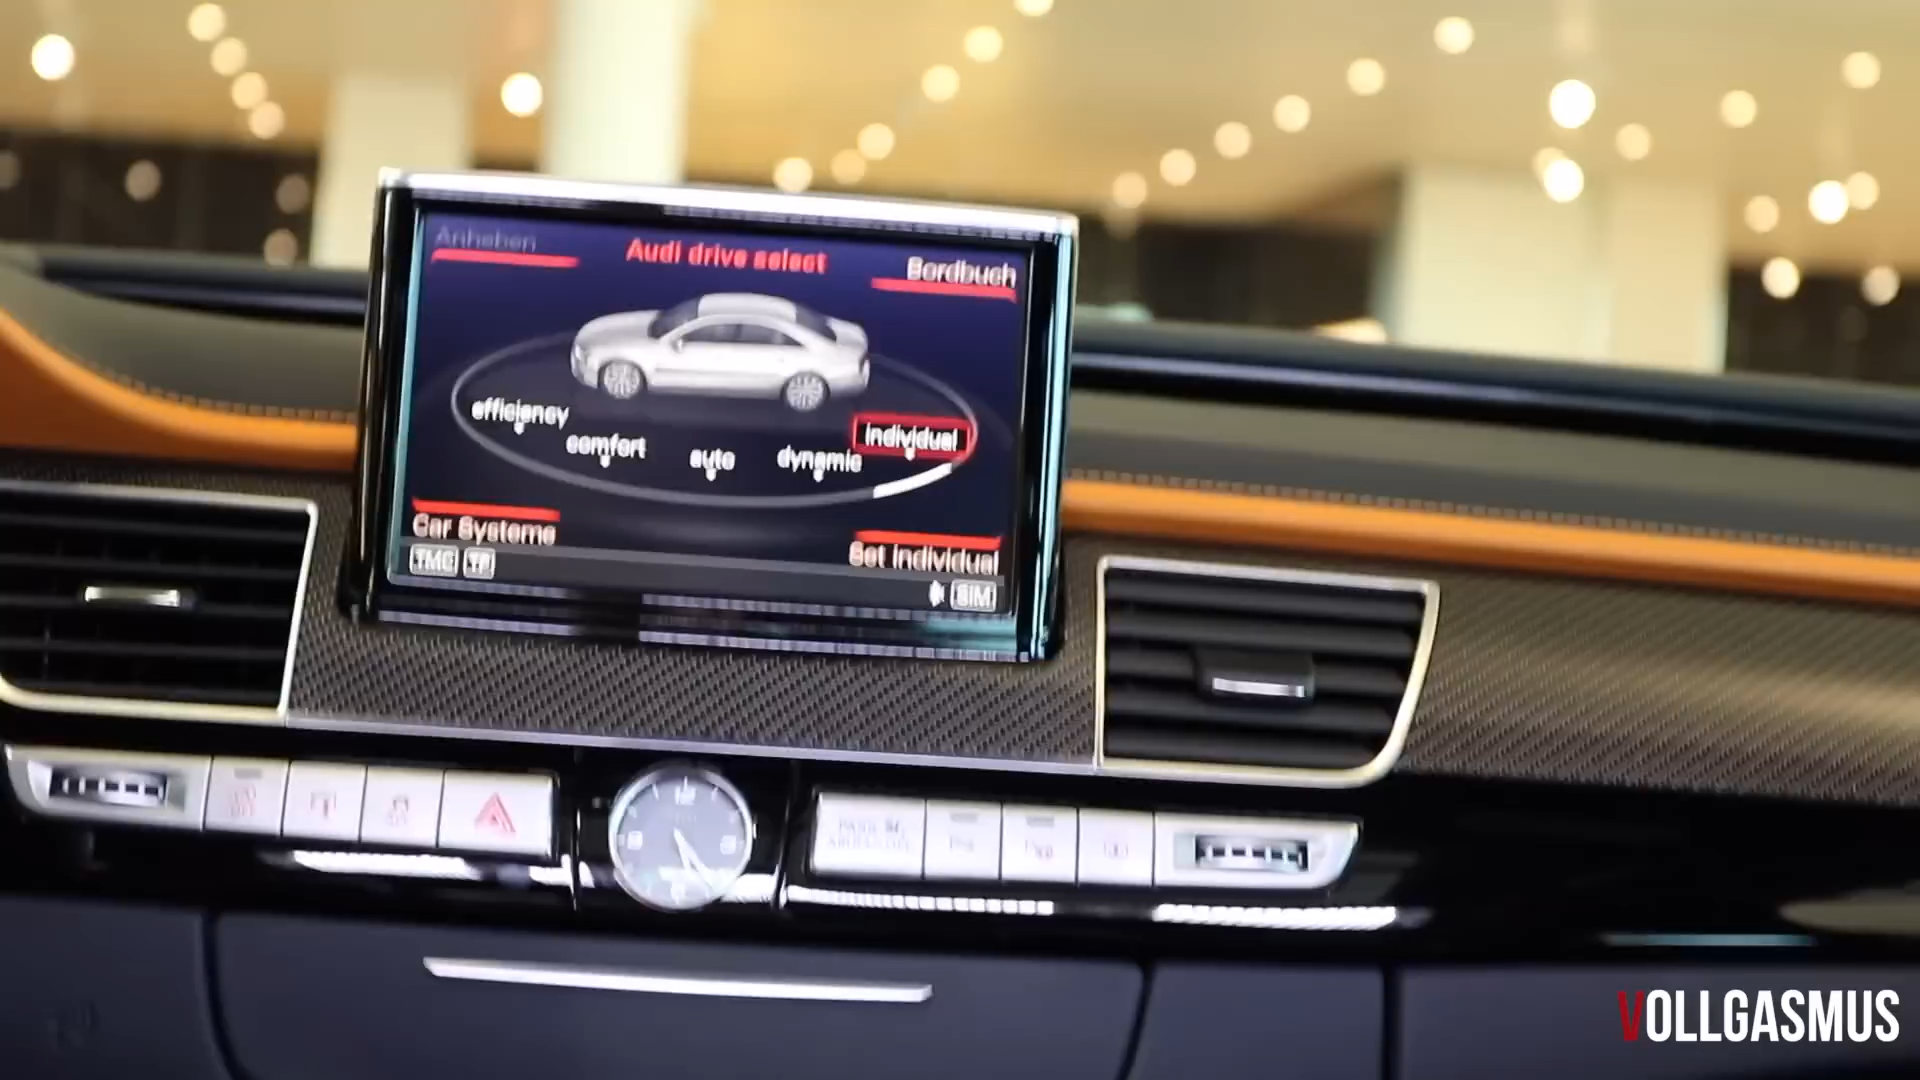 Anheben
Audi drive select
Bordbuch
efficiency
comfort
auto
dynamic
individual
Car Systeme
Set individual
TMC TP
SIM
VOLLGASMUS